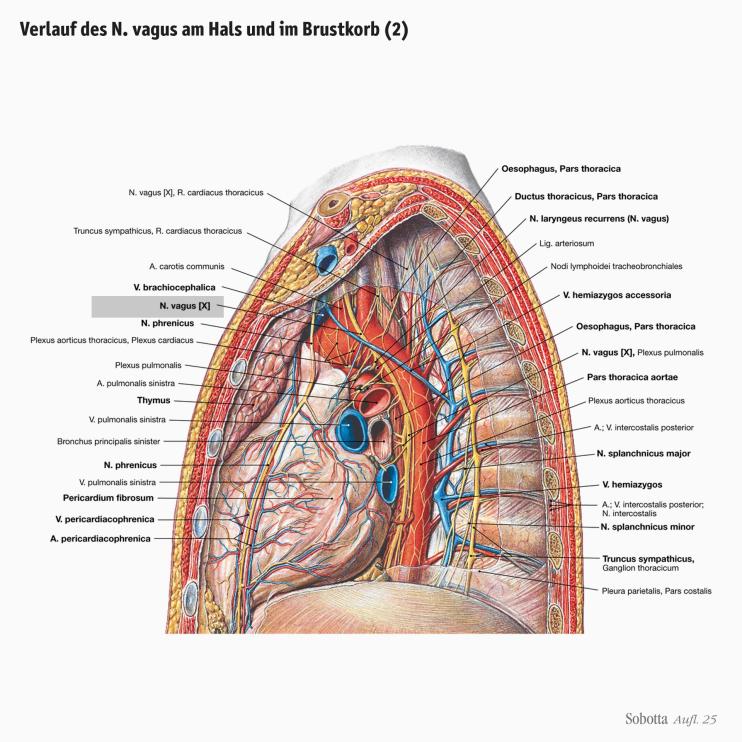 Verlauf des N. vagus am Hals und im Brustkorb (2)
N. vagus [X], R. cardiacus thoracicus
Truncus sympathicus, R. cardiacus thoracicus
A. carotis communis
V. brachiocephalica
N. vagus [X]
N. phrenicus
Plexus aorticus thoracicus, Plexus cardiacus
Plexus pulmonalis
A. pulmonalis sinistra
Thymus
V. pulmonalis sinistra
Bronchus principalis sinister
N. phrenicus
V. pulmonalis sinistra
Pericardium fibrosum
V. pericardiacophrenica
A. pericardiacophrenica
Oesophagus, Pars thoracica
Ductus thoracicus, Pars thoracica
N. laryngeus recurrens (N. vagus)
Lig. arteriosum
Nodi lymphoidei tracheobronchiales
V. hemiazygos accessoria
Oesophagus, Pars thoracica
N. vagus [X], Plexus pulmonalis
Pars thoracica aortae
Plexus aorticus thoracicus
A.; V. intercostalis posterior
N. splanchnicus major
V. hemiazygos
A.; V. intercostalis posterior;
N. intercostalis
N. splanchnicus minor
Truncus sympathicus,
Ganglion thoracicum
Pleura parietalis, Pars costalis
Sobotta Aufl. 25